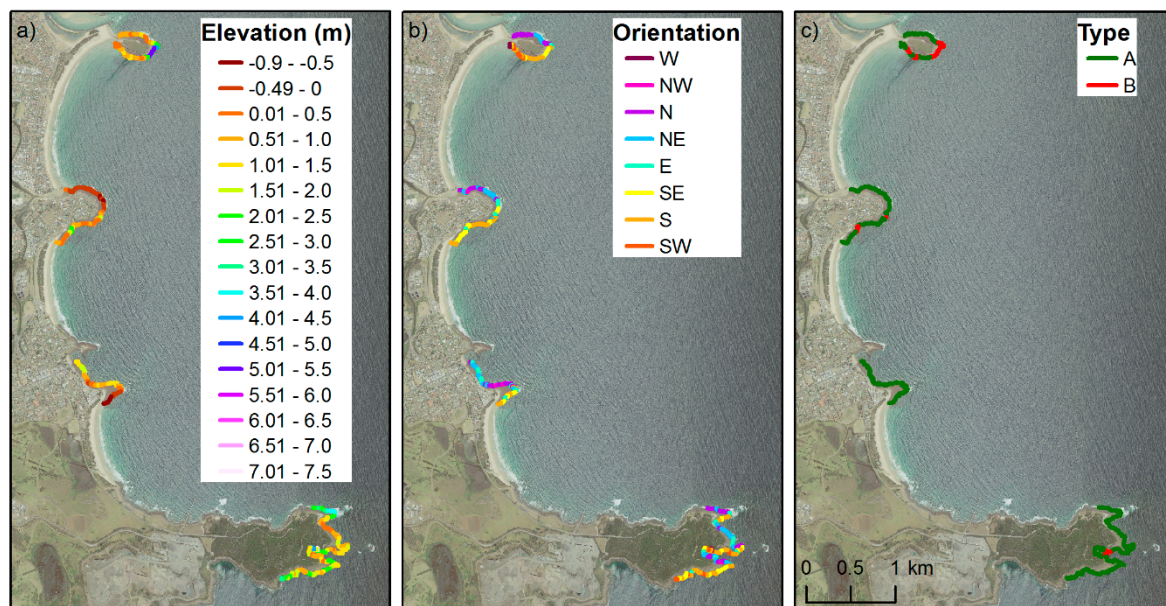 a)
Elevation (m)
-0.9 - -0.5
-0.49 - 0
0.01 - 0.5
0.51 - 1.0
1.01 - 1.5
1.51 - 2.0
2.01 - 2.5
2.51 - 3.0
3.01 - 3.5
3.51 - 4.0
4.01 - 4.5
4.51 - 5.0
5.01 - 5.5
5.51 - 6.0
6.01 - 6.5
6.51 - 7.0
7.01 - 7.5
b)
Orientation
W
NW
N
NE
E
SE
S
SW
c)
Type
A
B
0 0.5 1 km